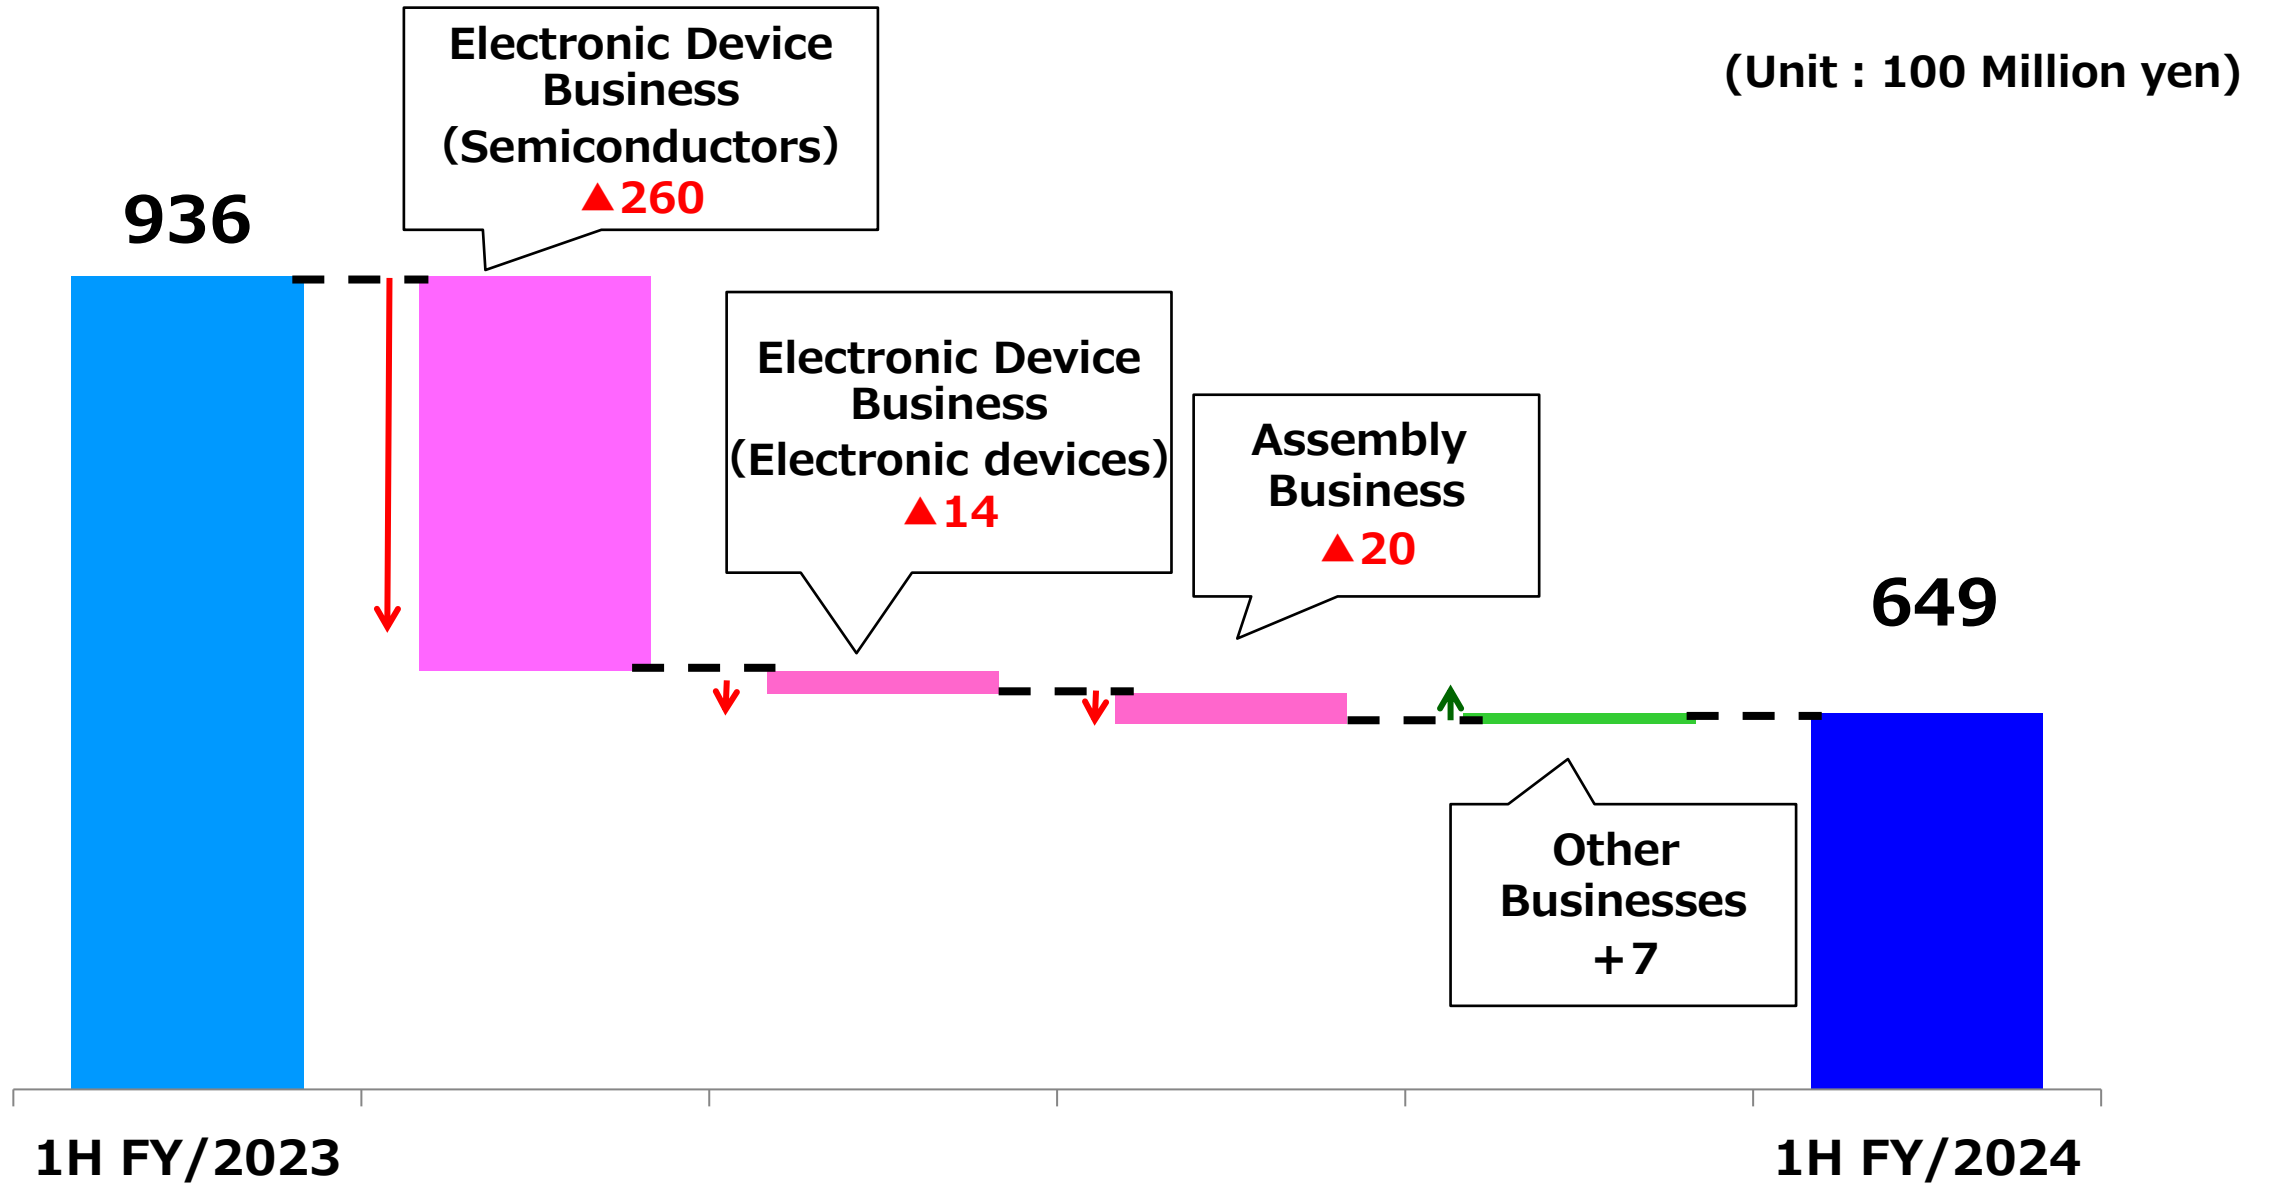 (Unit : 100 Million yen)
Electronic Device
Business
（Semiconductors）
▲260
936
Electronic Device
Business
（Electronic devices）
▲14
Assembly
Business
▲20
649
Other
Businesses
＋7
1H FY/2023
1H FY/2024